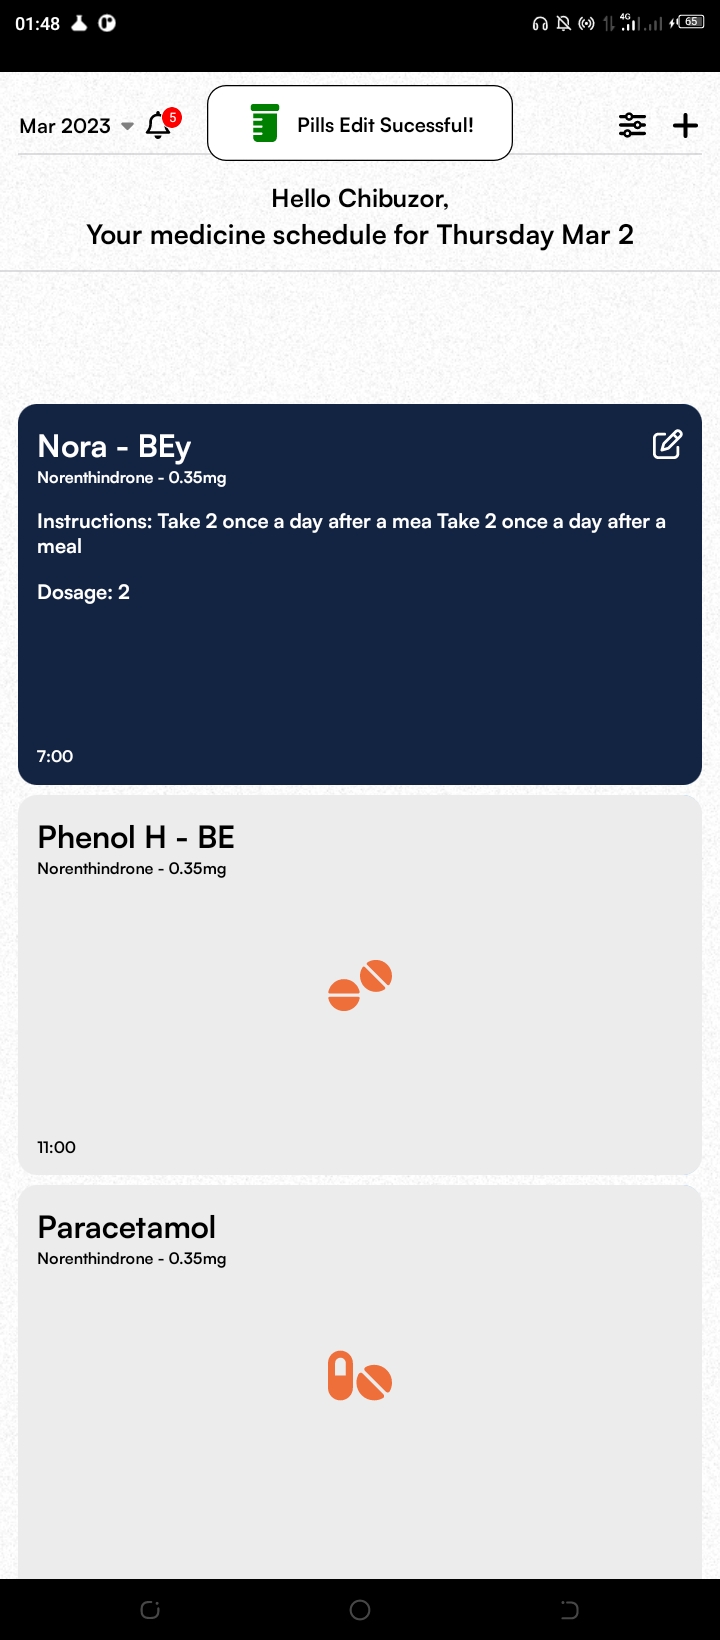 01:48
4G
65
Mar 2023
5
Pills Edit Sucessful!
Hello Chibuzor,
Your medicine schedule for Thursday Mar 2
Nora - BEy
Norenthindrone - 0.35mg
Instructions: Take 2 once a day after a mea Take 2 once a day after a
meal
Dosage: 2
7:00
Phenol H - BE
Norenthindrone - 0.35mg
11:00
Paracetamol
Norenthindrone - 0.35mg